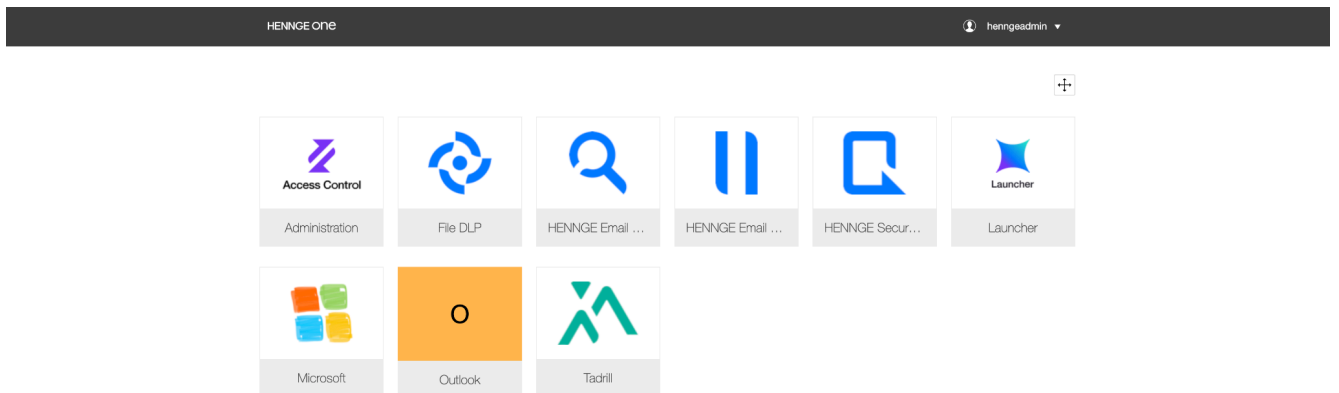 HENNGE one
henngeadmin
Access Control
Launcher
Administration
File DLP
HENNGE Email ...
HENNGE Email ...
HENNGE Secur...
Launcher
O
Microsoft
Outlook
Tadrill